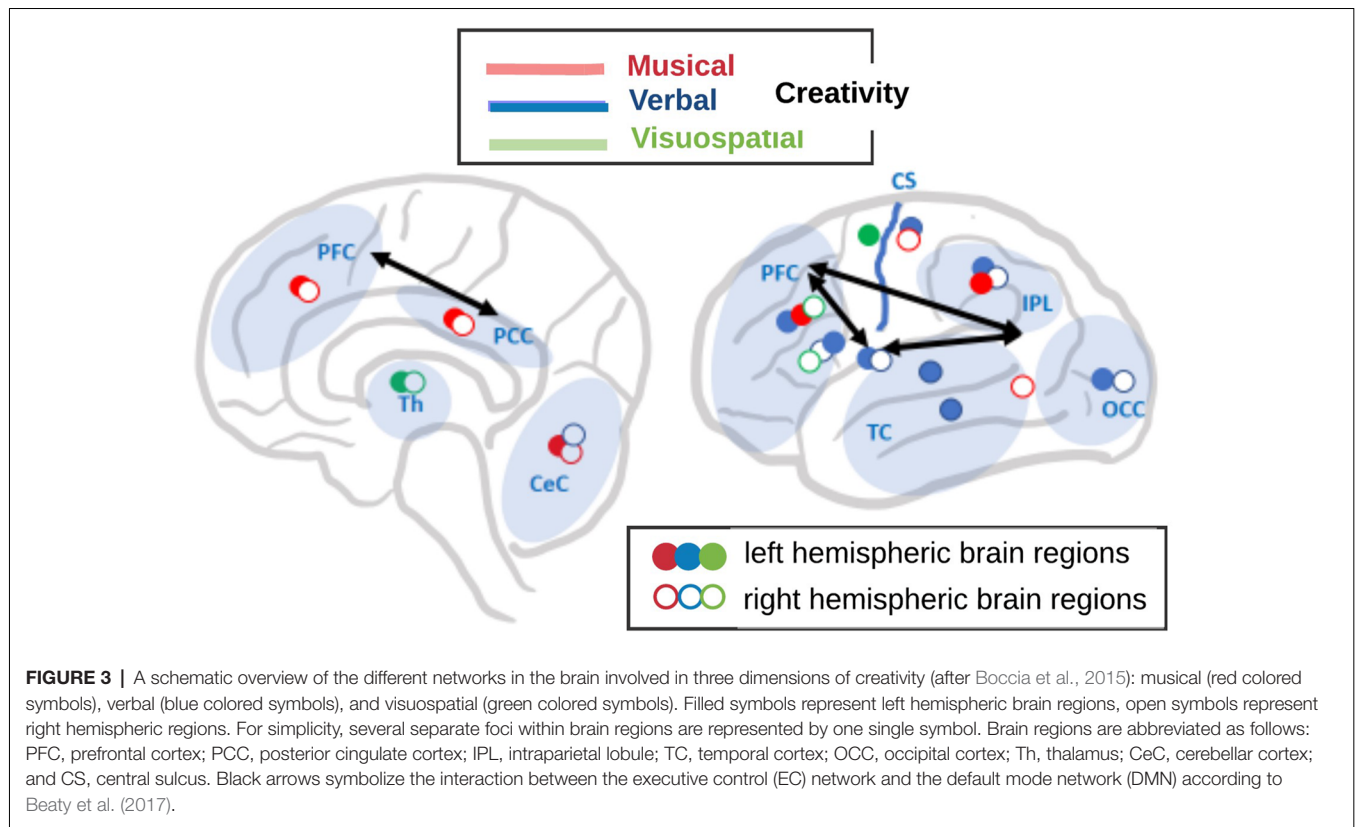 Musical
Verbal
Creativity
Visuospatial
CS
PFC
PCC
Th
CeC
PFC
IPL
TC
OCC
left hemispheric brain regions
right hemispheric brain regions
FIGURE 3 | A schematic overview of the different networks in the brain involved in three dimensions of creativity (after Boccia et al., 2015): musical (red colored
symbols), verbal (blue colored symbols), and visuospatial (green colored symbols). Filled symbols represent left hemispheric brain regions, open symbols represent
right hemispheric regions. For simplicity, several separate foci within brain regions are represented by one single symbol. Brain regions are abbreviated as follows:
PFC, prefrontal cortex; PCC, posterior cingulate cortex; IPL, intraparietal lobule; TC, temporal cortex; OCC, occipital cortex; Th, thalamus; CeC, cerebellar cortex;
and CS, central sulcus. Black arrows symbolize the interaction between the executive control (EC) network and the default mode network (DMN) according to
Beaty et al. (2017).